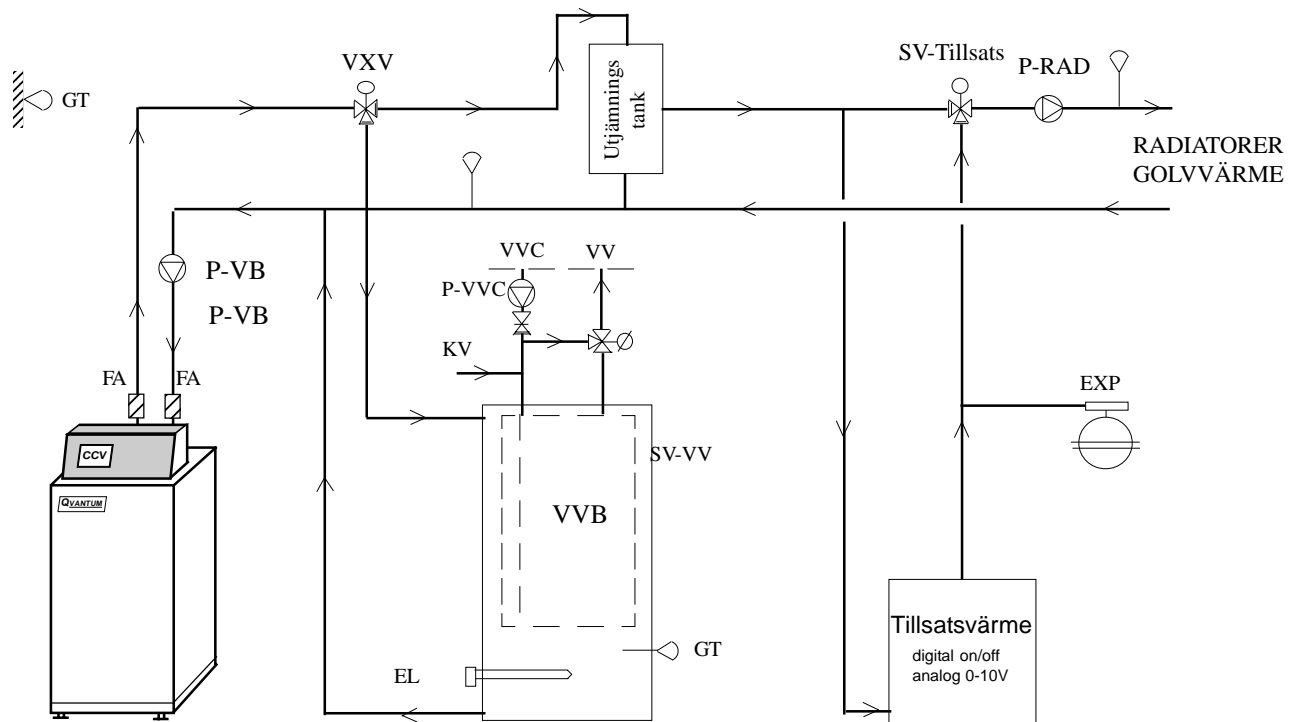 VXV
SV-Tillsats
P-RAD
GT
Utjämnings
tank
RADIATORER
GOLVVÄRME
VVC
VV
P-VB
P-VVC
P-VB
KV
FA
FA
EXP
CCV
SV-VV
QVANTUM
VVB
Tillsatsvärme
GT
digital on/off
EL
analog 0-10V